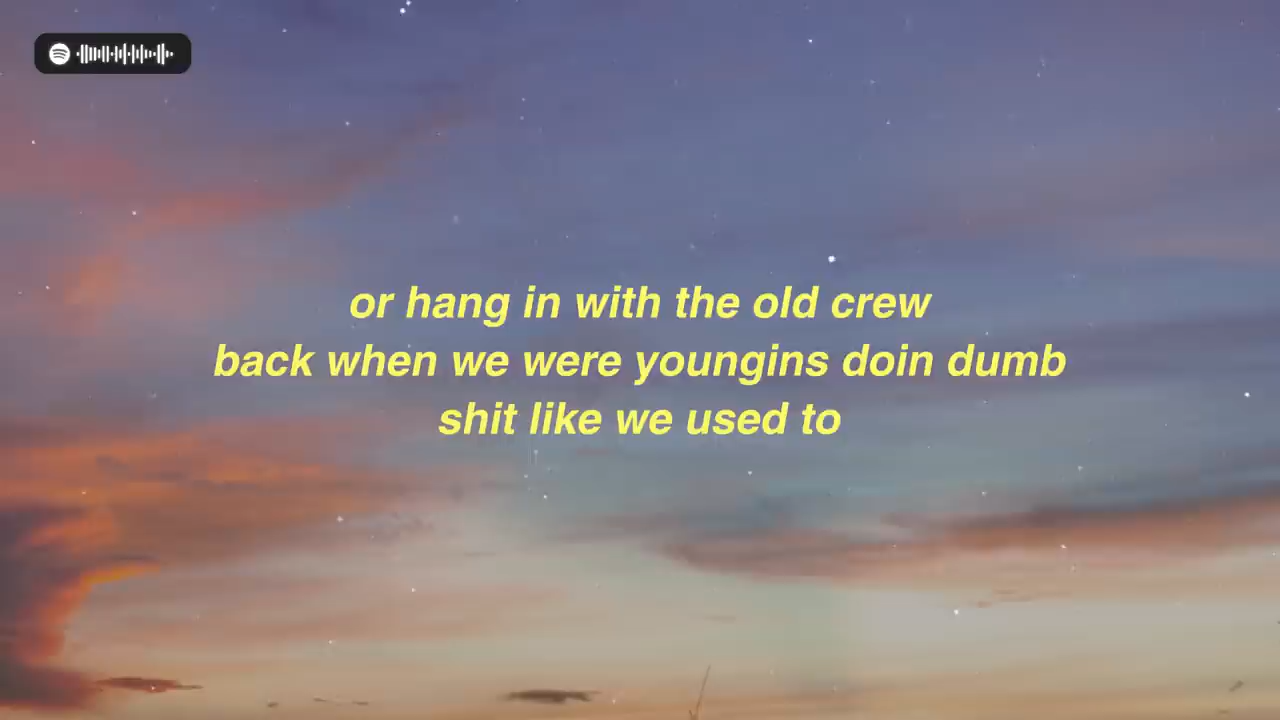 or hang in with the old crew
back when we were youngins doin dumb
shit like we used to